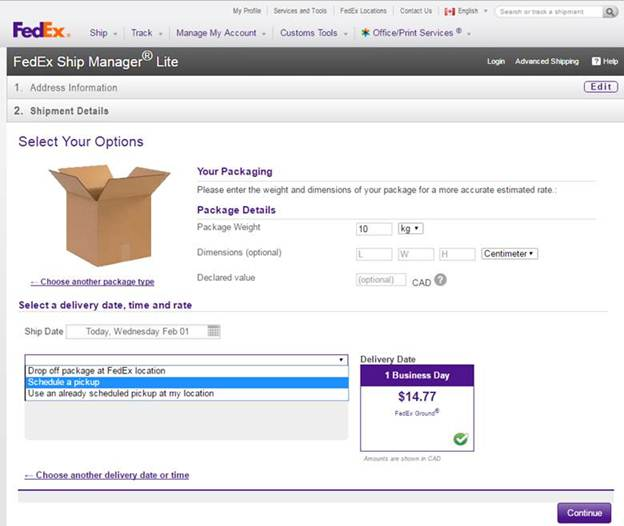 My Profile Services and Tools FedEx Locations Contact Us English Search or track a shipment
FedEx. Ship Track Manage My Account Customs Tools Office/Print Services ®
FedEx Ship Manager® Lite Login Advanced Shipping ? Help
1. Address Information Edit
2. Shipment Details
Select Your Options
Your Packaging
Please enter the weight and dimensions of your package for a more accurate estimated rate.:
Package Details
Package Weight 10 kg
Dimensions (optional) L W H Centimeter
← Choose another package type
Declared value (optional) CAD ?
Select a delivery date, time and rate
Ship Date Today, Wednesday Feb 01
Drop off package at FedEx location
Schedule a pickup
Use an already scheduled pickup at my location
Delivery Date
1 Business Day
$14.77
FedEx Ground®
Amounts are shown in CAD
← Choose another delivery date or time
Continue